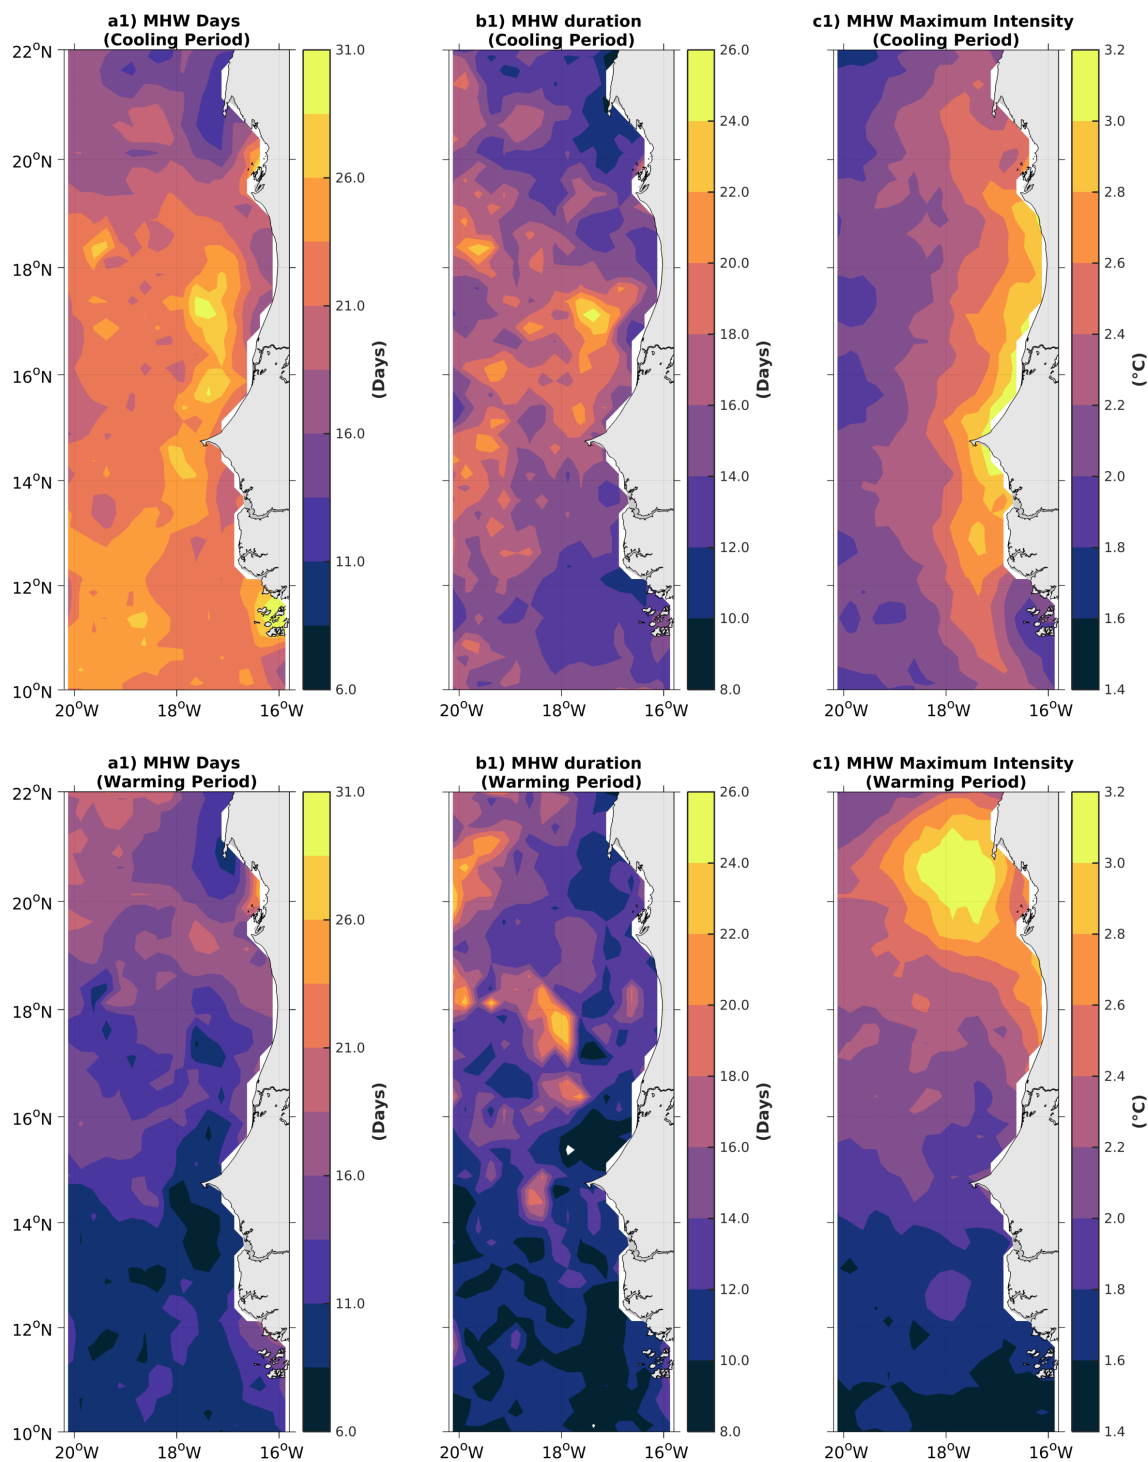 a1) MHW Days
(Cooling Period)
b1) MHW duration
(Cooling Period)
c1) MHW Maximum Intensity
(Cooling Period)
22°N
20°N
18°N
16°N
14°N
12°N
10°N
20°W
18°W
16°W
31.0
26.0
21.0
16.0
11.0
6.0
(Days)
20°W
18°W
16°W
26.0
24.0
22.0
20.0
18.0
16.0
14.0
12.0
10.0
8.0
(Days)
20°W
18°W
16°W
3.2
3.0
2.8
2.6
2.4
2.2
2.0
1.8
1.6
1.4
(°C)
a1) MHW Days
(Warming Period)
b1) MHW duration
(Warming Period)
c1) MHW Maximum Intensity
(Warming Period)
22°N
20°N
18°N
16°N
14°N
12°N
10°N
20°W
18°W
16°W
31.0
26.0
21.0
16.0
11.0
6.0
(Days)
20°W
18°W
16°W
26.0
24.0
22.0
20.0
18.0
16.0
14.0
12.0
10.0
8.0
(Days)
20°W
18°W
16°W
3.2
3.0
2.8
2.6
2.4
2.2
2.0
1.8
1.6
1.4
(°C)